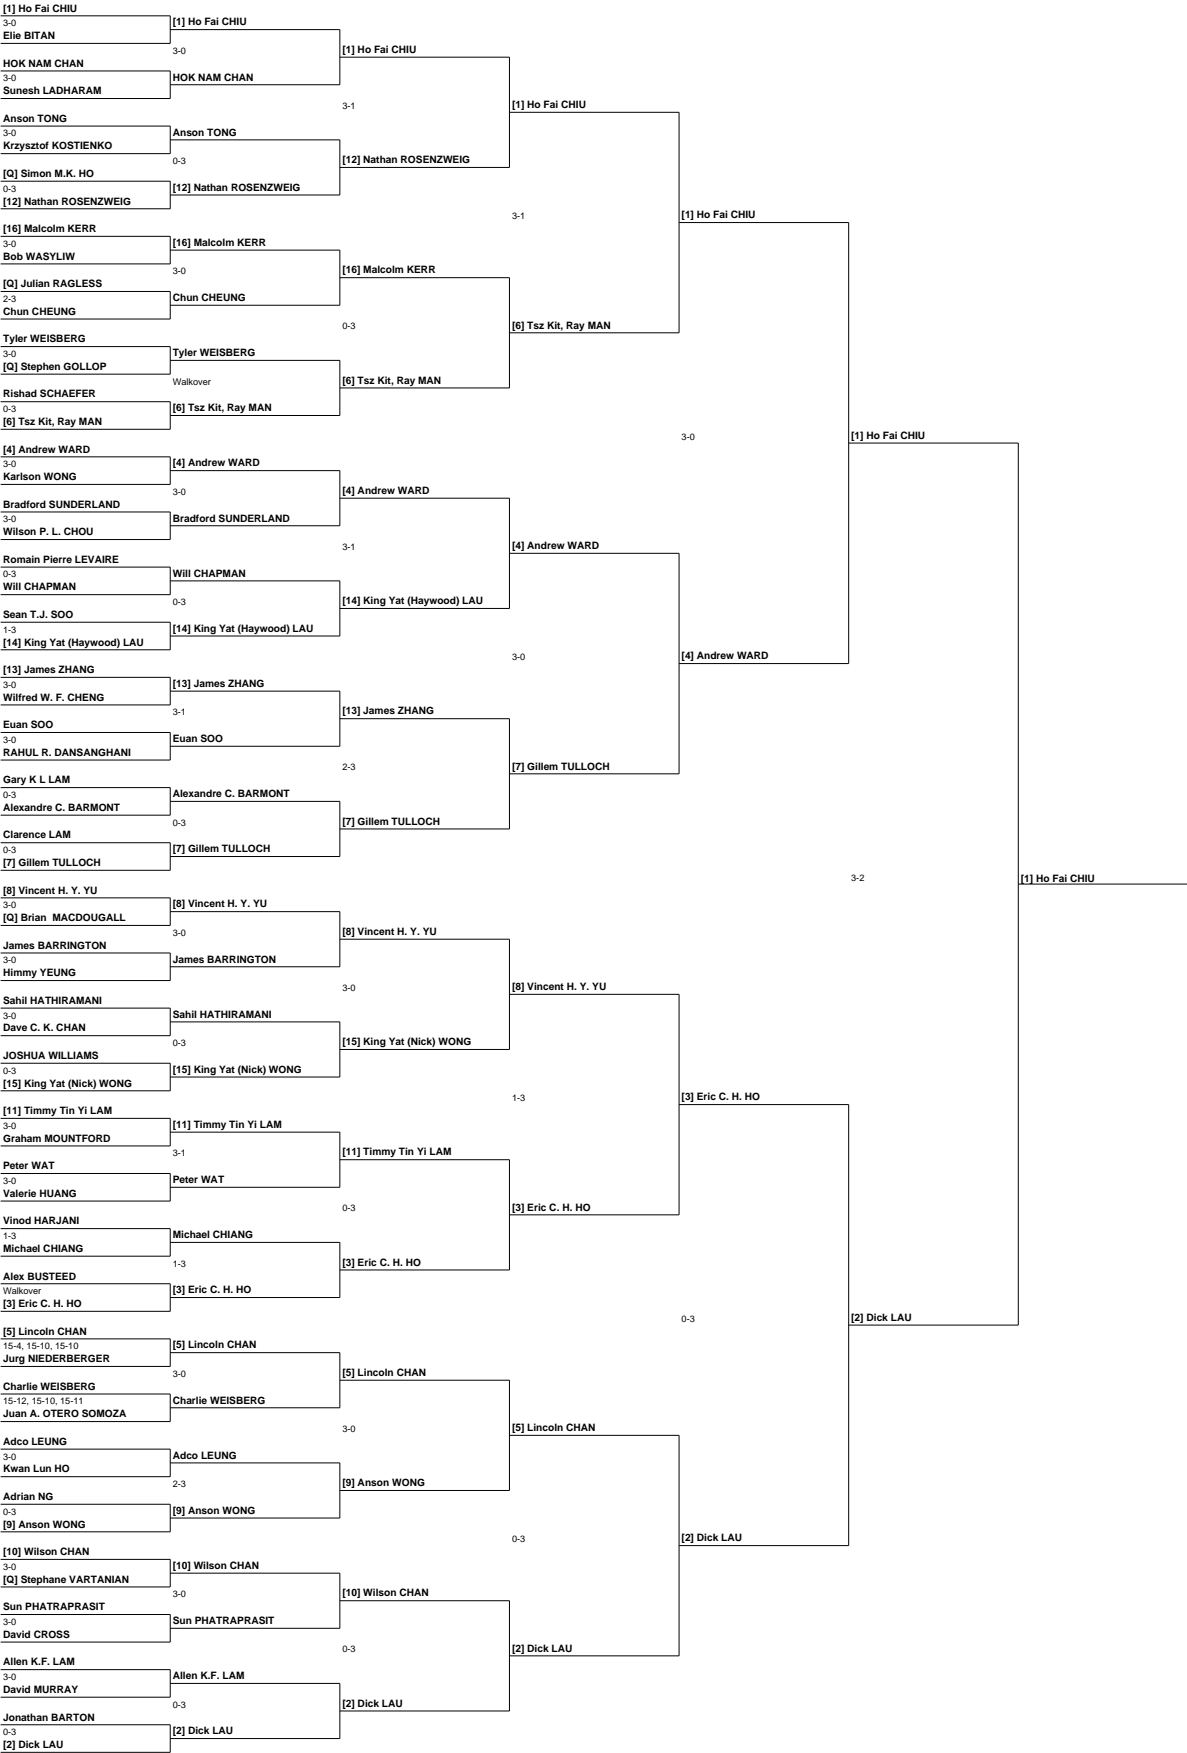 [1] Ho Fai CHIU
3-0
Elie BITAN
HOK NAM CHAN
3-0
Sunesh LADHARAM
Anson TONG
3-0
Krzysztof KOSTIENKO
[Q] Simon M.K. HO
0-3
[12] Nathan ROSENZWEIG
[16] Malcolm KERR
3-0
Bob WASYLIW
[Q] Julian RAGLESS
2-3
Chun CHEUNG
Tyler WEISBERG
3-0
[Q] Stephen GOLLOP
Rishad SCHAEFER
0-3
[6] Tsz Kit, Ray MAN
[4] Andrew WARD
3-0
Karlson WONG
Bradford SUNDERLAND
3-0
Wilson P. L. CHOU
Romain Pierre LEVAIRE
0-3
Will CHAPMAN
Sean T.J. SOO
1-3
[14] King Yat (Haywood) LAU
[13] James ZHANG
3-0
Wilfred W. F. CHENG
Euan SOO
3-0
RAHUL R. DANSANGHANI
Gary K L LAM
0-3
Alexandre C. BARMONT
Clarence LAM
0-3
[7] Gillem TULLOCH
[8] Vincent H. Y. YU
3-0
[Q] Brian  MACDOUGALL
James BARRINGTON
3-0
Himmy YEUNG
Sahil HATHIRAMANI
3-0
Dave C. K. CHAN
JOSHUA WILLIAMS
0-3
[15] King Yat (Nick) WONG
[11] Timmy Tin Yi LAM
3-0
Graham MOUNTFORD
Peter WAT
3-0
Valerie HUANG
Vinod HARJANI
1-3
Michael CHIANG
Alex BUSTEED
Walkover
[3] Eric C. H. HO
[5] Lincoln CHAN
15-4, 15-10, 15-10
Jurg NIEDERBERGER
Charlie WEISBERG
15-12, 15-10, 15-11
Juan A. OTERO SOMOZA
Adco LEUNG
3-0
Kwan Lun HO
Adrian NG
0-3
[9] Anson WONG
[10] Wilson CHAN
3-0
[Q] Stephane VARTANIAN
Sun PHATRAPRASIT
3-0
David CROSS
Allen K.F. LAM
3-0
David MURRAY
Jonathan BARTON
0-3
[2] Dick LAU
[1] Ho Fai CHIU
3-0
HOK NAM CHAN
Anson TONG
0-3
[12] Nathan ROSENZWEIG
[16] Malcolm KERR
3-0
Chun CHEUNG
Tyler WEISBERG
Walkover
[6] Tsz Kit, Ray MAN
[4] Andrew WARD
3-0
Bradford SUNDERLAND
Will CHAPMAN
0-3
[14] King Yat (Haywood) LAU
[13] James ZHANG
3-1
Euan SOO
Alexandre C. BARMONT
0-3
[7] Gillem TULLOCH
[8] Vincent H. Y. YU
3-0
James BARRINGTON
Sahil HATHIRAMANI
0-3
[15] King Yat (Nick) WONG
[11] Timmy Tin Yi LAM
3-1
Peter WAT
Michael CHIANG
1-3
[3] Eric C. H. HO
[5] Lincoln CHAN
3-0
Charlie WEISBERG
Adco LEUNG
2-3
[9] Anson WONG
[10] Wilson CHAN
3-0
Sun PHATRAPRASIT
Allen K.F. LAM
0-3
[2] Dick LAU
[1] Ho Fai CHIU
3-1
[12] Nathan ROSENZWEIG
[16] Malcolm KERR
0-3
[6] Tsz Kit, Ray MAN
[4] Andrew WARD
3-1
[14] King Yat (Haywood) LAU
[13] James ZHANG
2-3
[7] Gillem TULLOCH
[8] Vincent H. Y. YU
3-0
[15] King Yat (Nick) WONG
[11] Timmy Tin Yi LAM
0-3
[3] Eric C. H. HO
[5] Lincoln CHAN
3-0
[9] Anson WONG
[10] Wilson CHAN
0-3
[2] Dick LAU
[1] Ho Fai CHIU
3-1
[6] Tsz Kit, Ray MAN
[4] Andrew WARD
3-0
[7] Gillem TULLOCH
[8] Vincent H. Y. YU
1-3
[3] Eric C. H. HO
[5] Lincoln CHAN
0-3
[2] Dick LAU
[1] Ho Fai CHIU
3-0
[4] Andrew WARD
[3] Eric C. H. HO
0-3
[2] Dick LAU
[1] Ho Fai CHIU
3-2
[2] Dick LAU
[1] Ho Fai CHIU